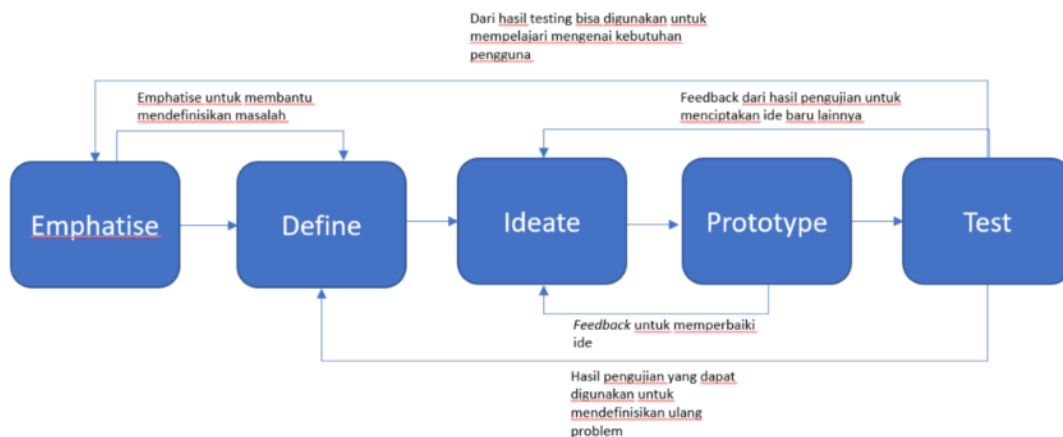 Dari hasil testing bisa digunakan untuk
mempelajari mengenai kebutuhan
pengguna
Emphatise untuk membantu
mendefinisikan masalah
Feedback dari hasil pengujian untuk
menciptakan ide baru lainnya
Emphatise
Define
Ideate
Prototype
Test
Feedback untuk memperbaiki
ide
Hasil pengujian yang dapat
digunakan untuk
mendefinisikan ulang
problem